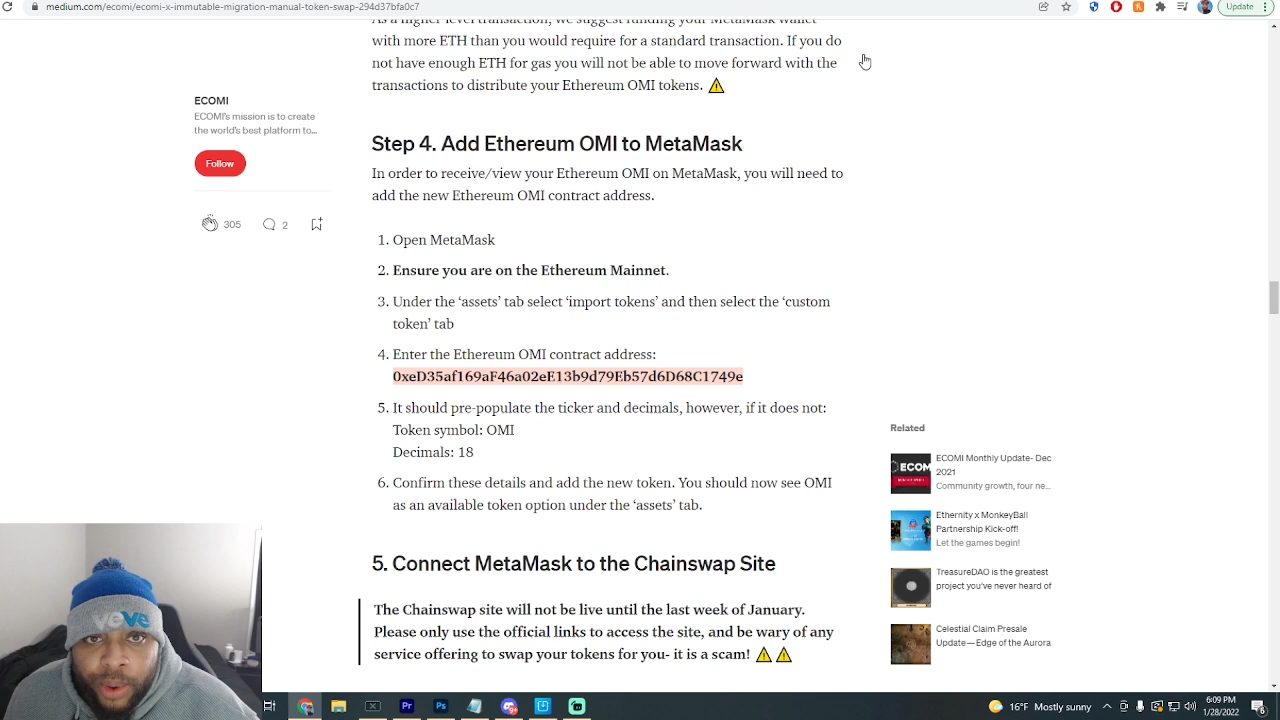 medium.com/ecomi/ecomi-x-immutable-migration-manual-token-swap-294d37bfa0c7
Update
As a higher level transaction, we suggest funding your MetaMask wallet
with more ETH than you would require for a standard transaction. If you do
not have enough ETH for gas you will not be able to move forward with the
transactions to distribute your Ethereum OMI tokens. ⚠️
ECOMI
ECOMI's mission is to create
the world's best platform to...
Follow
305
2
Step 4. Add Ethereum OMI to MetaMask
In order to receive/view your Ethereum OMI on MetaMask, you will need to
add the new Ethereum OMI contract address.
1. Open MetaMask
2. Ensure you are on the Ethereum Mainnet.
3. Under the ‘assets’ tab select ‘import tokens’ and then select the ‘custom
token’ tab
4. Enter the Ethereum OMI contract address:
0xeD35af169aF46a02eE13b9d79Eb57d6D68C1749e
5. It should pre-populate the ticker and decimals, however, if it does not:
Token symbol: OMI
Decimals: 18
6. Confirm these details and add the new token. You should now see OMI
as an available token option under the ‘assets’ tab.
5. Connect MetaMask to the Chainswap Site
The Chainswap site will not be live until the last week of January.
Please only use the official links to access the site, and be wary of any
service offering to swap your tokens for you- it is a scam! ⚠️ ⚠️
Related
ECOMI Monthly Update- Dec
2021
Community growth, four ne...
Ethernity x MonkeyBall
Partnership Kick-off!
Let the games begin!
TreasureDAO is the greatest
project you've never heard of
Celestial Claim Presale
Update—Edge of the Aurora
Pr
Ps
16°F Mostly sunny
6:09 PM
1/28/2022